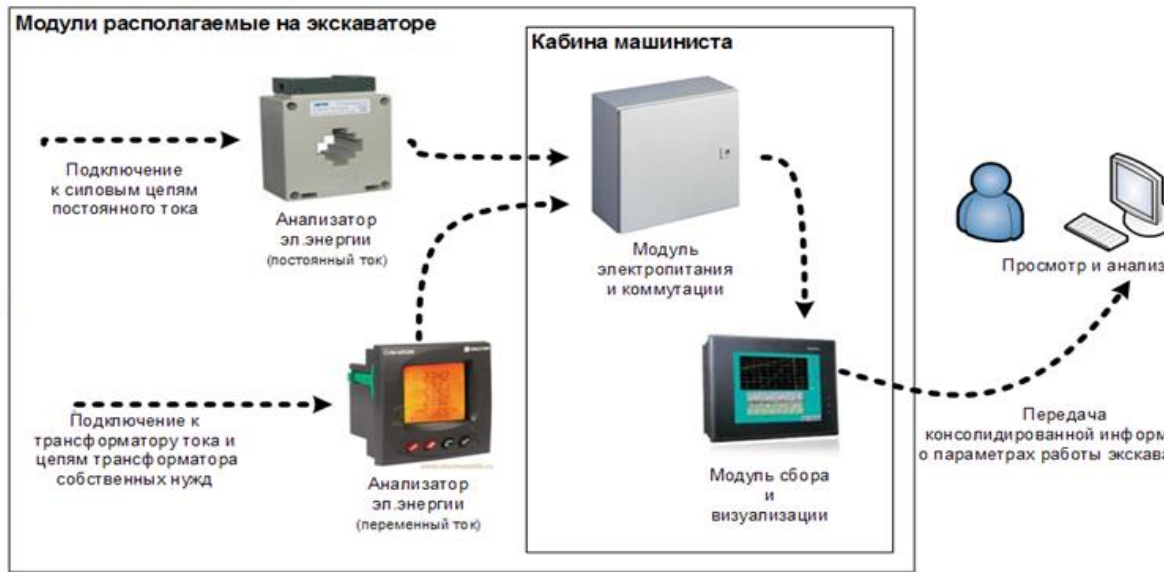 Модули располагаемые на экскаваторе
Кабина машиниста
Подключение
к силовым цепям
постоянного тока
Анализатор
эл.энергии
(постоянный ток)
Модуль
электропитания
и коммутации
Просмотр и анализ
Подключение к
трансформатору тока и
цепям трансформатора
собственных нужд
Анализатор
эл.энергии
(переменный ток)
Модуль сбора
и
визуализации
Передача
консолидированной информ
о параметрах работы экскава